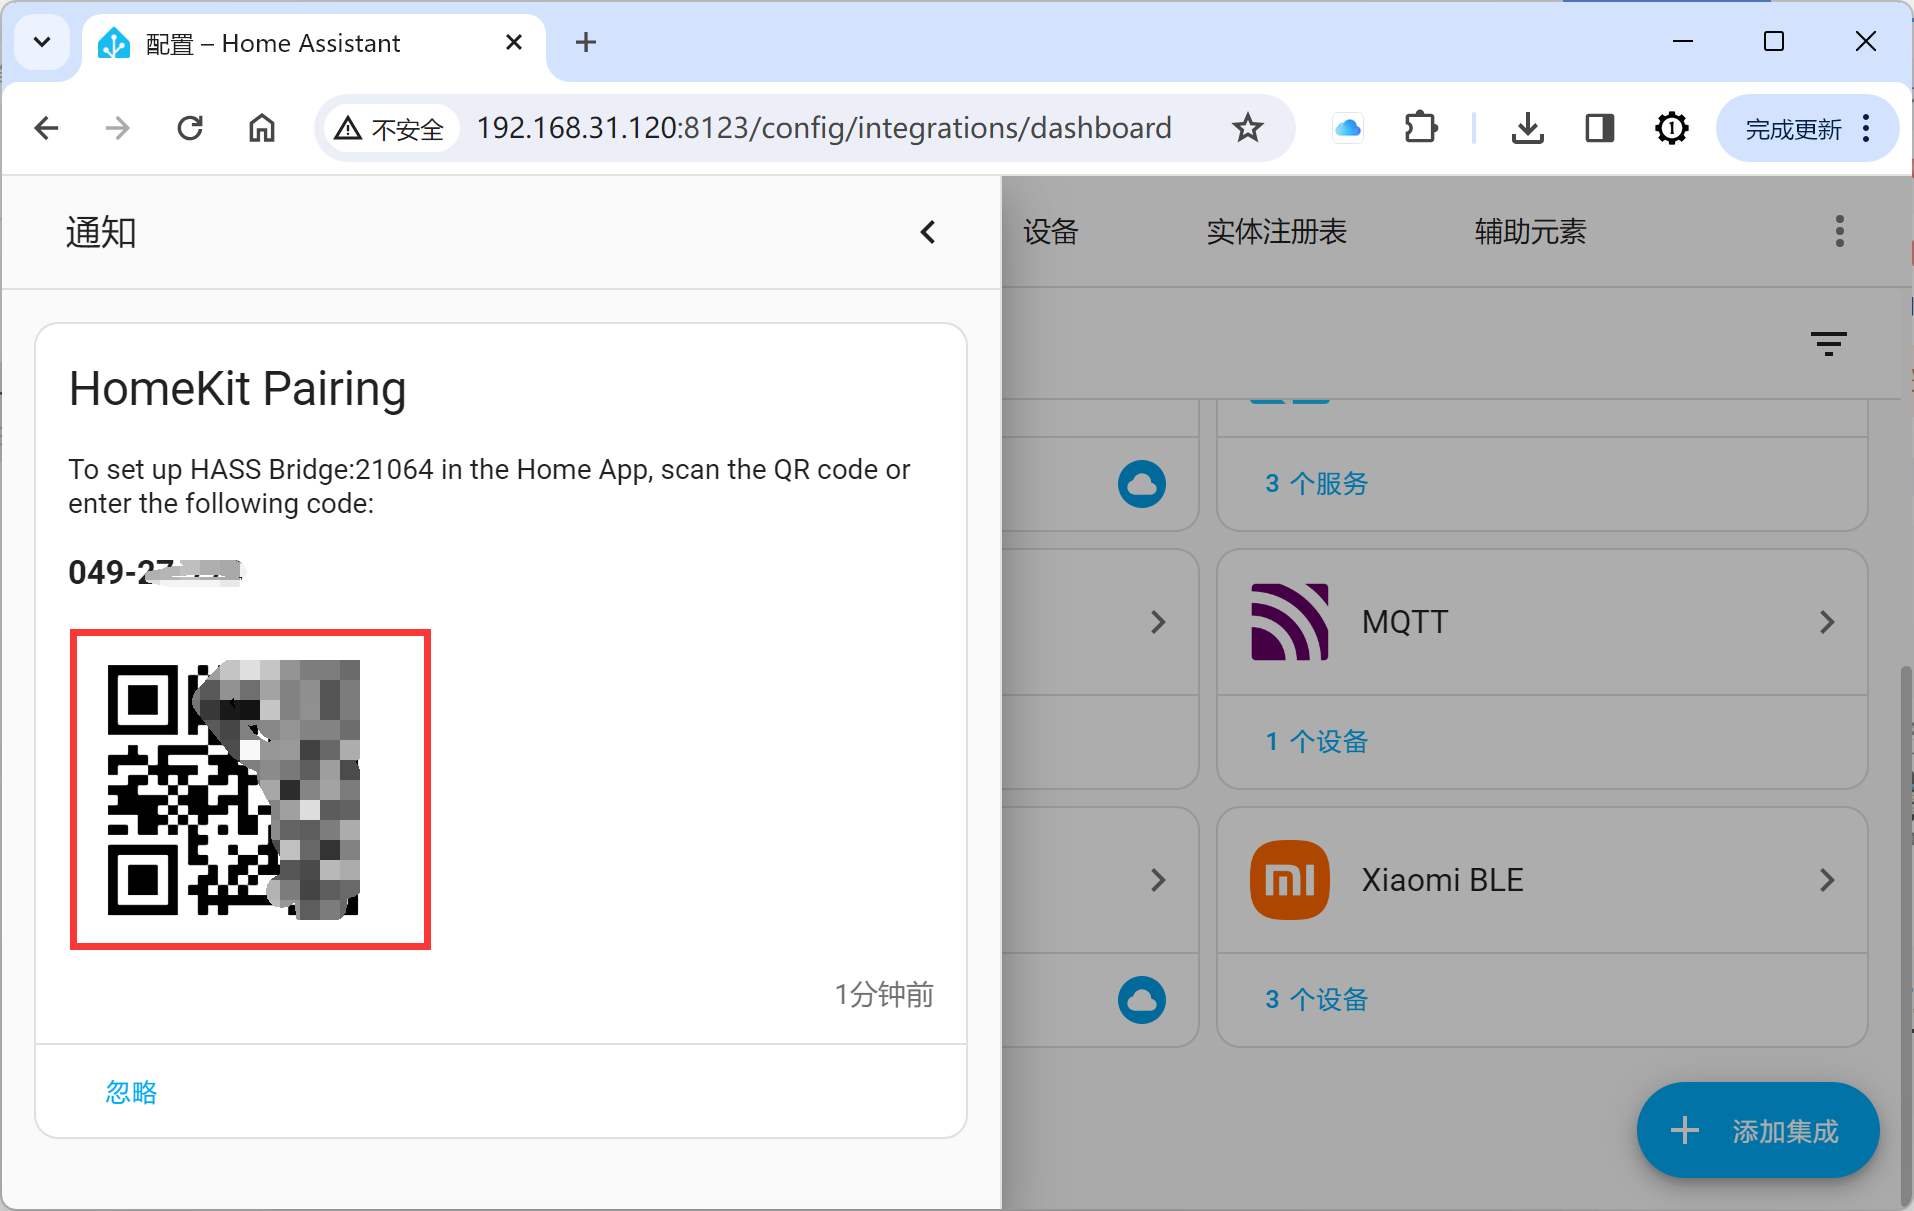 配置 – Home Assistant
不安全
192.168.31.120:8123/config/integrations/dashboard
完成更新
通知
设备
实体注册表
辅助元素
HomeKit Pairing
To set up HASS Bridge:21064 in the Home App, scan the QR code or
enter the following code:
049-27
1分钟前
忽略
3 个服务
MQTT
1 个设备
Xiaomi BLE
3 个设备
添加集成